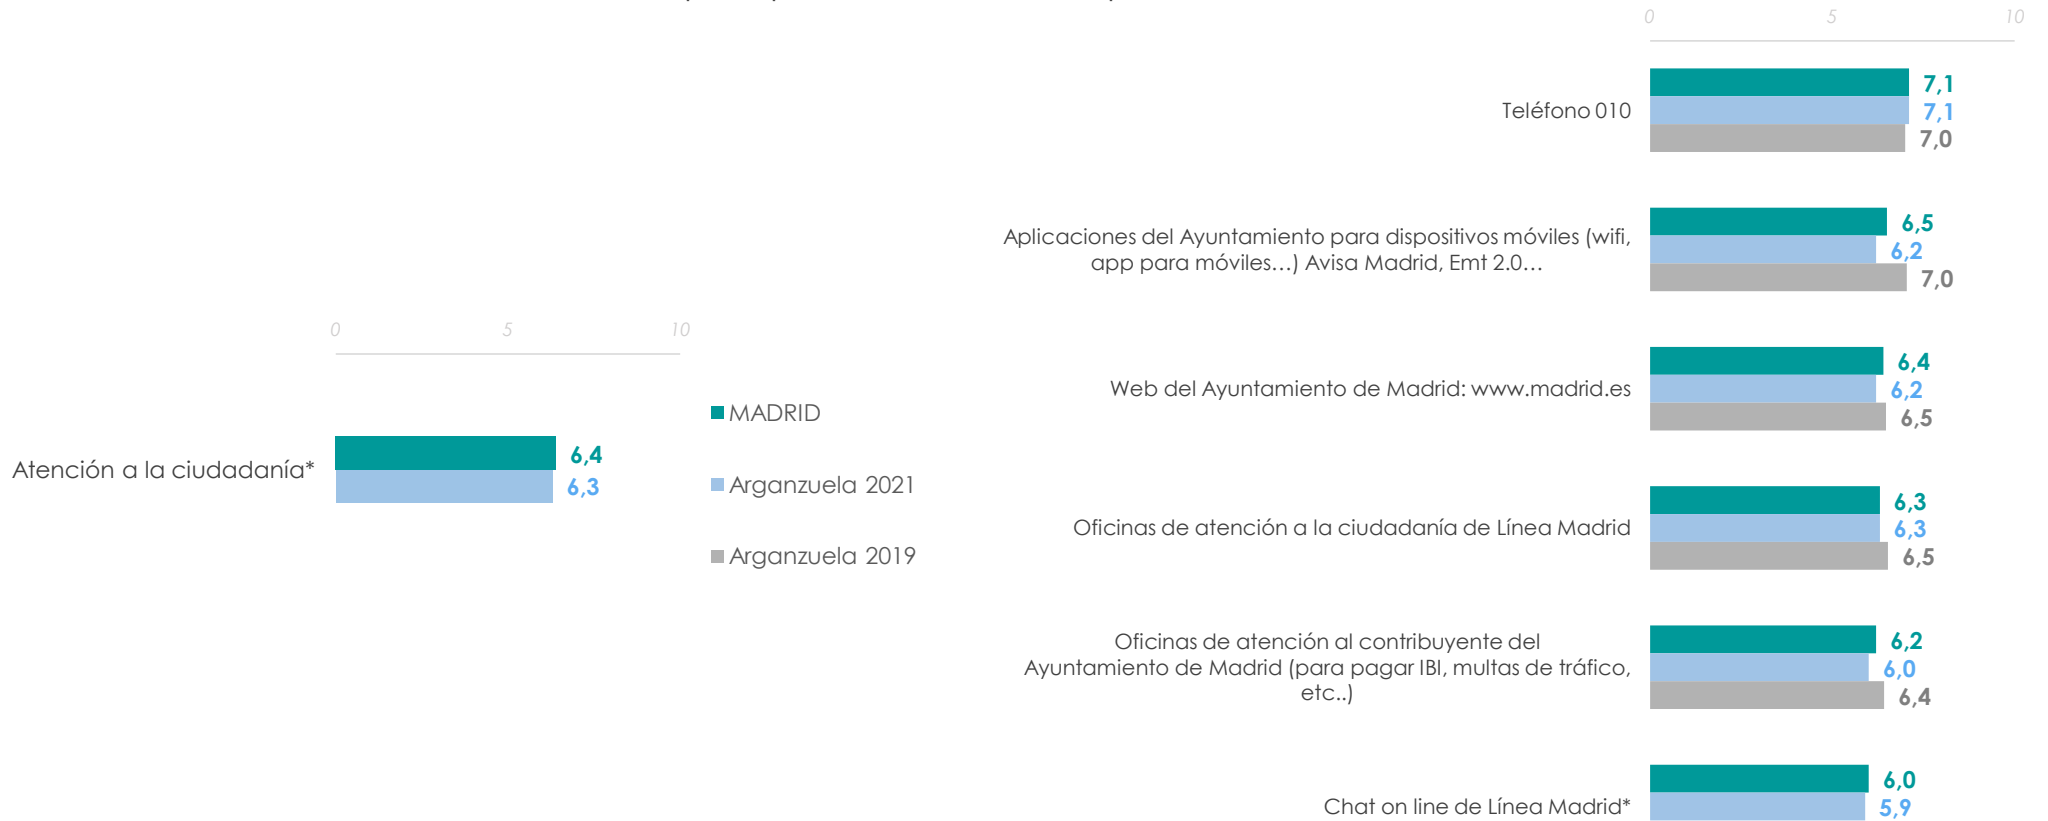 0 5 10
Atención a la ciudadanía*
6,4
6,3
MADRID
Arganzuela 2021
Arganzuela 2019
0 5 10
Teléfono 010
7,1
7,1
7,0
Aplicaciones del Ayuntamiento para dispositivos móviles (wifi,
app para móviles...) Avisa Madrid, Emt 2.0...
6,5
6,2
7,0
Web del Ayuntamiento de Madrid: www.madrid.es
6,4
6,2
6,5
Oficinas de atención a la ciudadanía de Línea Madrid
6,3
6,3
6,5
Oficinas de atención al contribuyente del
Ayuntamiento de Madrid (para pagar IBI, multas de tráfico,
etc..)
6,2
6,0
6,4
Chat on line de Línea Madrid*
6,0
5,9